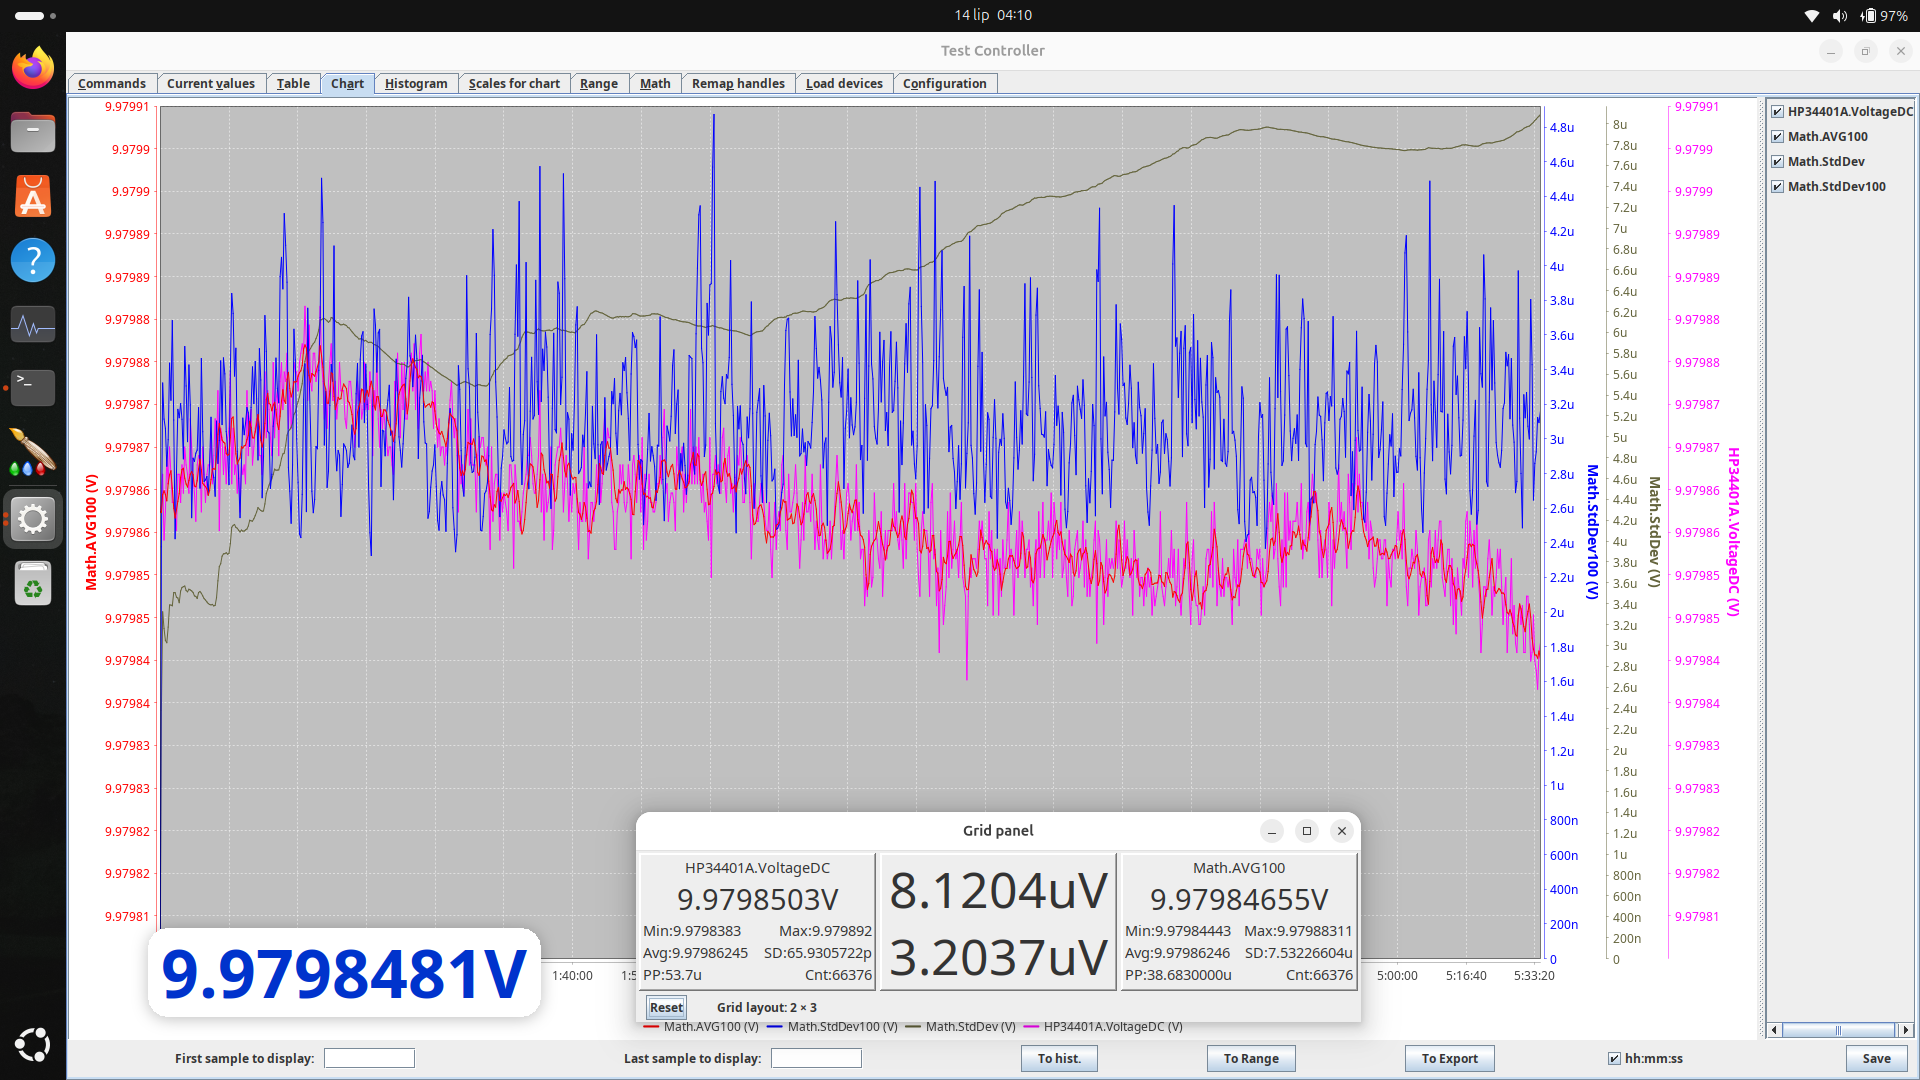 14 lip 04:10
97%
Test Controller
Commands
Current values
Table
Chart
Histogram
Scales for chart
Range
Math
Remap handles
Load devices
Configuration
9.97991
9.9799
9.9799
9.97989
9.97989
9.97988
9.97988
9.97987
9.97987
9.97986
9.97986
9.97985
9.97985
9.97984
9.97984
9.97983
9.97983
9.97982
9.97982
9.97981
Math.AVG100 (V)
4.8u
4.6u
4.4u
4.2u
4u
3.8u
3.6u
3.4u
3.2u
3u
2.8u
2.6u
2.4u
2.2u
2u
1.8u
1.6u
1.4u
1.2u
1u
800n
600n
400n
200n
0
Math.StdDev100 (V)
8u
7.8u
7.6u
7.4u
7.2u
7u
6.8u
6.6u
6.4u
6.2u
6u
5.8u
5.6u
5.4u
5.2u
5u
4.8u
4.6u
4.4u
4.2u
4u
3.8u
3.6u
3.4u
3.2u
3u
2.8u
2.6u
2.4u
2.2u
2u
1.8u
1.6u
1.4u
1.2u
1u
800n
600n
400n
200n
0
Math.StdDev (V)
9.97991
9.9799
9.9799
9.97989
9.97989
9.97988
9.97988
9.97987
9.97987
9.97986
9.97986
9.97985
9.97985
9.97984
9.97984
9.97983
9.97983
9.97982
9.97982
9.97981
HP34401A.VoltageDC (V)
HP34401A.VoltageDC
Math.AVG100
Math.StdDev
Math.StdDev100
9.9798481V
1:40:00
5:00:00
5:16:40
5:33:20
Grid panel
HP34401A.VoltageDC
9.9798503V
Min:9.9798383 Max:9.979892
Avg:9.97986245 SD:65.9305722p
PP:53.7u Cnt:66376
8.1204uV
3.2037uV
Math.AVG100
9.97984655V
Min:9.97984443 Max:9.97988311
Avg:9.97986246 SD:7.53226604u
PP:38.6830000u Cnt:66376
Reset
Grid layout: 2 × 3
Math.AVG100 (V) Math.StdDev100 (V) Math.StdDev (V) HP34401A.VoltageDC (V)
First sample to display:
Last sample to display:
To hist.
To Range
To Export
hh:mm:ss
Save